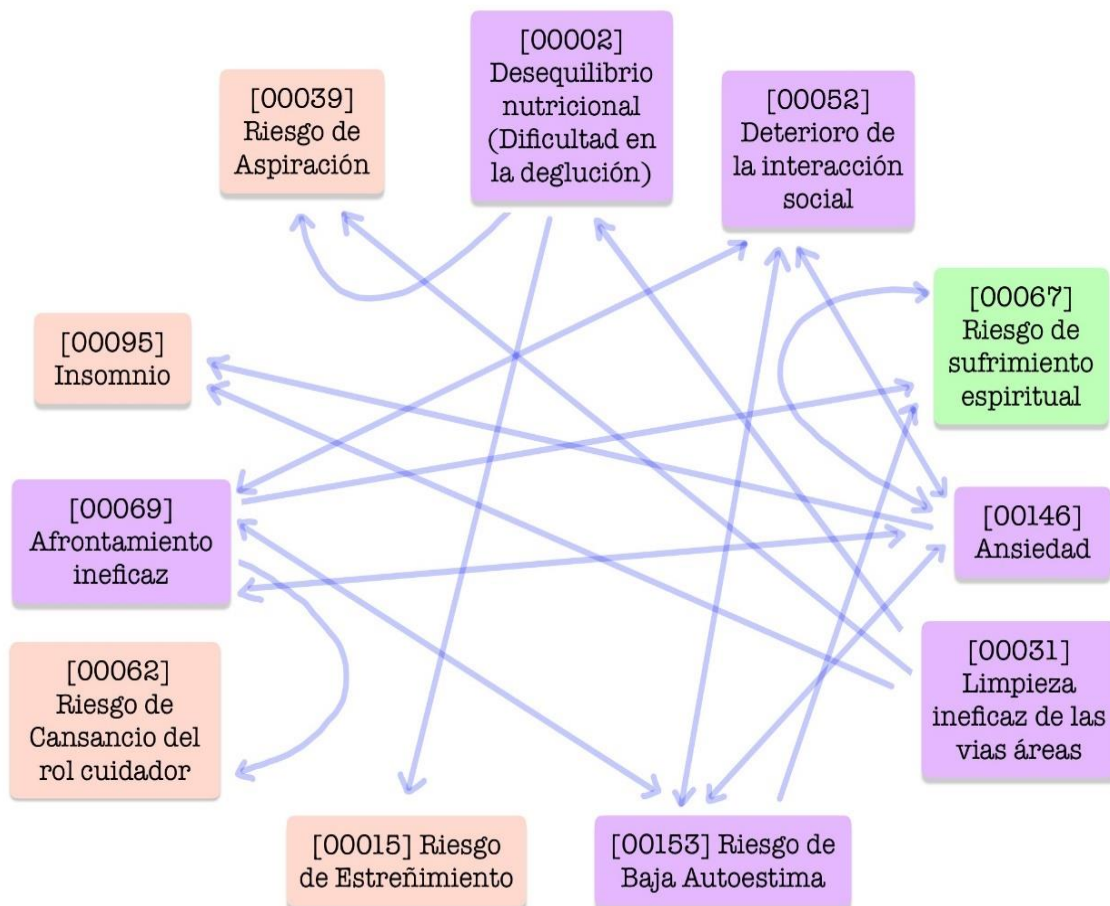 [00002]
Desequilibrio
nutricional
(Dificultad en
la deglución)
[00039]
Riesgo de
Aspiración
[00052]
Deterioro de
la interacción
social
[00067]
Riesgo de
sufrimiento
espiritual
[00095]
Insomnio
[00069]
Afrontamiento
ineficaz
[00146]
Ansiedad
[00062]
Riesgo de
Cansancio del
rol cuidador
[00031]
Limpieza
ineficaz de las
vias áreas
[00015] Riesgo
de Estreñimiento
[00153] Riesgo de
Baja Autoestima